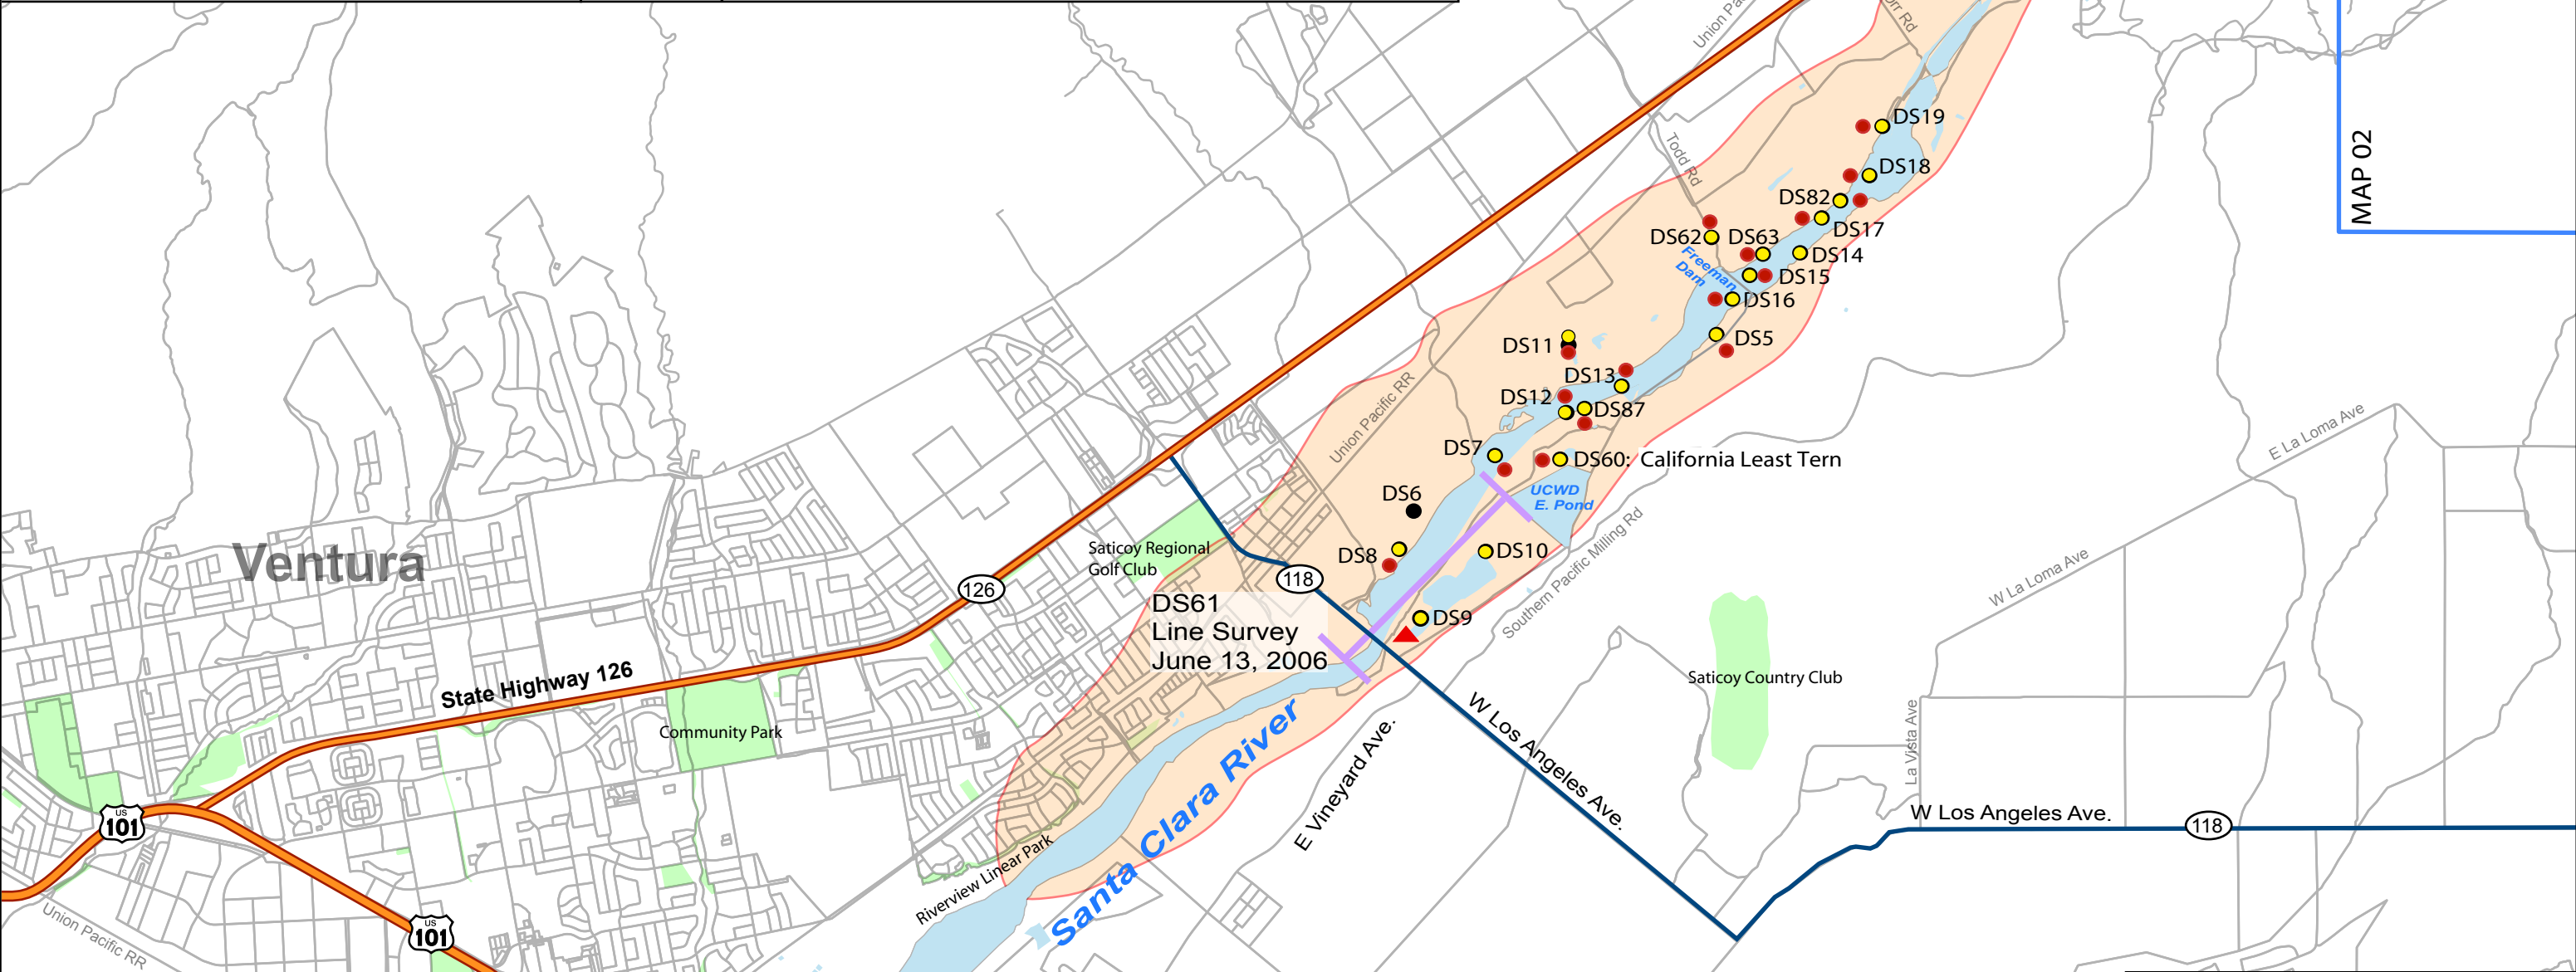 Union Pa
orr Rd
MAP 02
DS19
Todd Rd
DS18
DS82
DS17
DS62
DS63
DS14
Freeman
Dam
DS15
DS16
DS5
DS11
DS13
DS12
DS87
Union Pacific RR
DS7
DS60: California Least Tern
E La Loma Ave
UCWD
E. Pond
DS6
Saticoy Regional
Golf Club
DS8
DS10
Southern Pacific Milling Rd
W La Loma Ave
Ventura
126
118
DS61
Line Survey
June 13, 2006
DS9
State Highway 126
Saticoy Country Club
Community Park
W Los Angeles Ave.
La Vista Ave
Santa Clara River
E Vineyard Ave.
US
101
W Los Angeles Ave.
118
Riverview Linear Park
Union Pacific RR
US
101